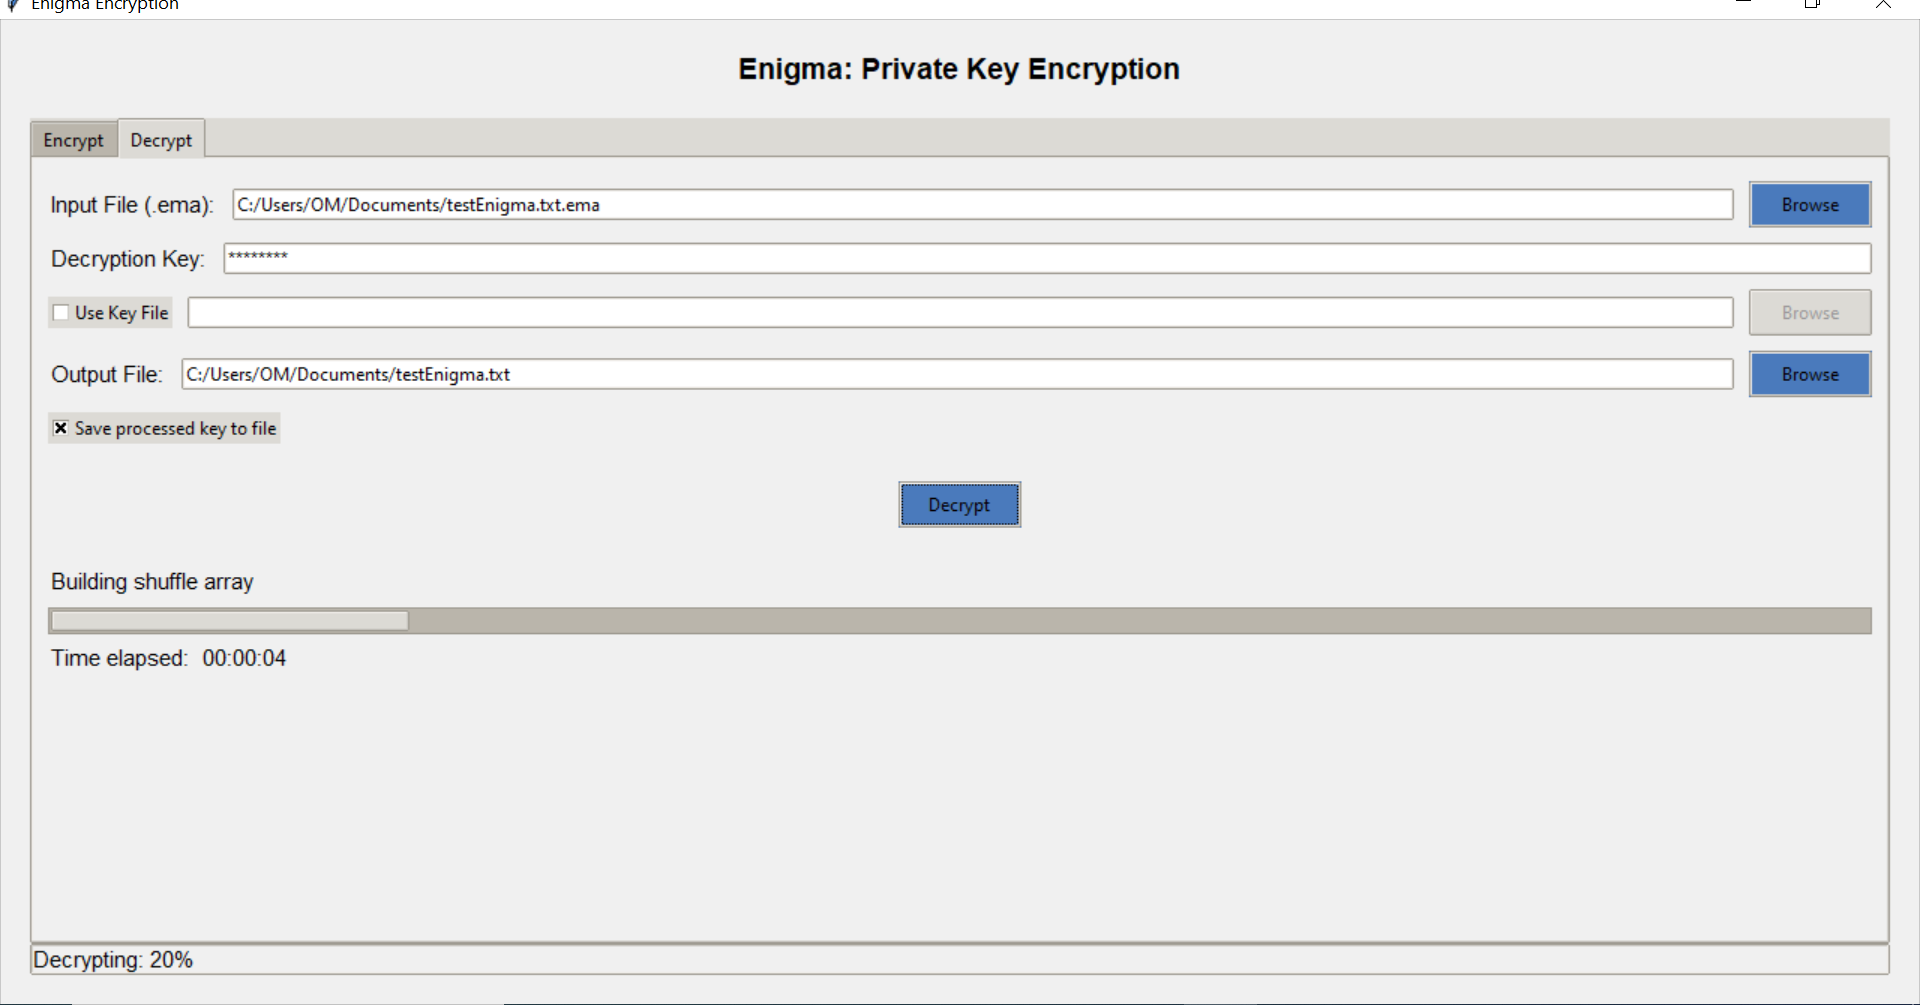 Enigma Encryption
Enigma: Private Key Encryption
Encrypt Decrypt
Input File (.ema): C:/Users/OM/Documents/testEnigma.txt.ema Browse
Decryption Key: ********
Use Key File Browse
Output File: C:/Users/OM/Documents/testEnigma.txt Browse
Save processed key to file
Decrypt
Building shuffle array
Time elapsed: 00:00:04
Decrypting: 20%